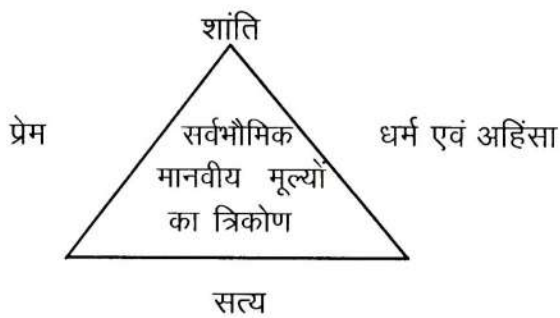 शांति
प्रेम
धर्म एवं अहिंसा
सर्वभौमिक
मानवीय मूल्यों
का त्रिकोण
सत्य